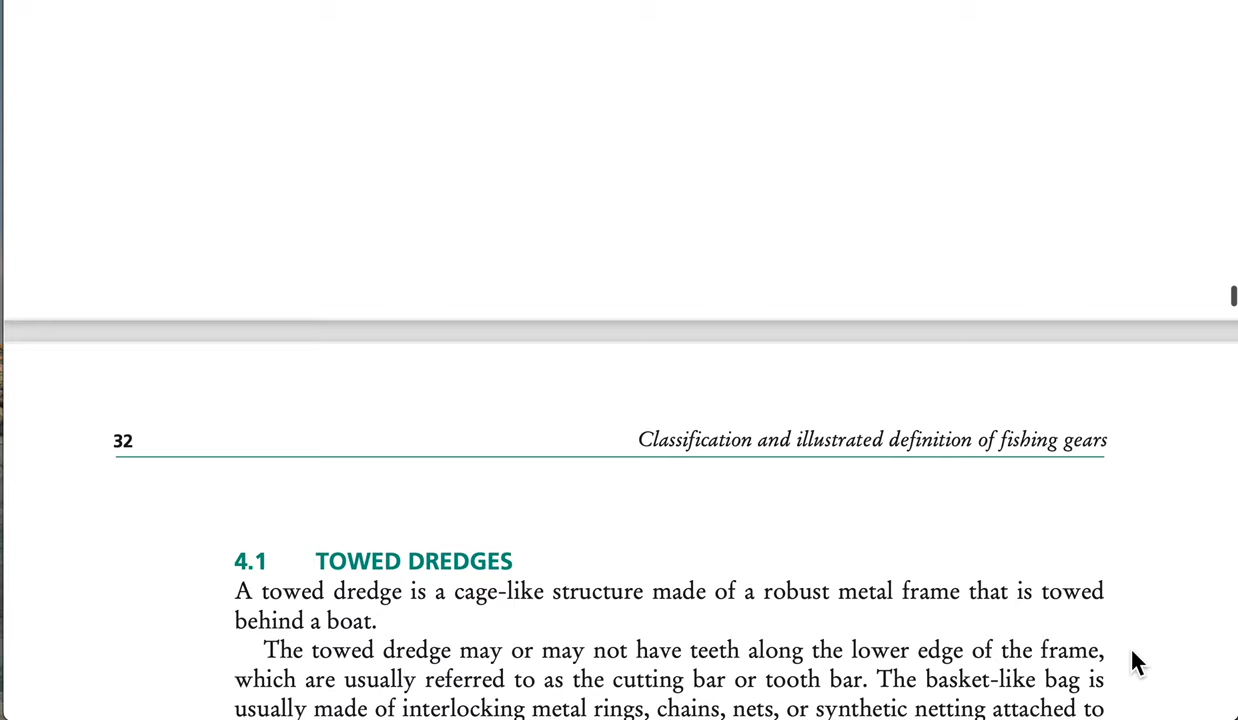 32
Classification and illustrated definition of fishing gears
4.1 TOWED DREDGES
A towed dredge is a cage-like structure made of a robust metal frame that is towed
behind a boat.
The towed dredge may or may not have teeth along the lower edge of the frame,
which are usually referred to as the cutting bar or tooth bar. The basket-like bag is
usually made of interlocking metal rings, chains, nets, or synthetic netting attached to